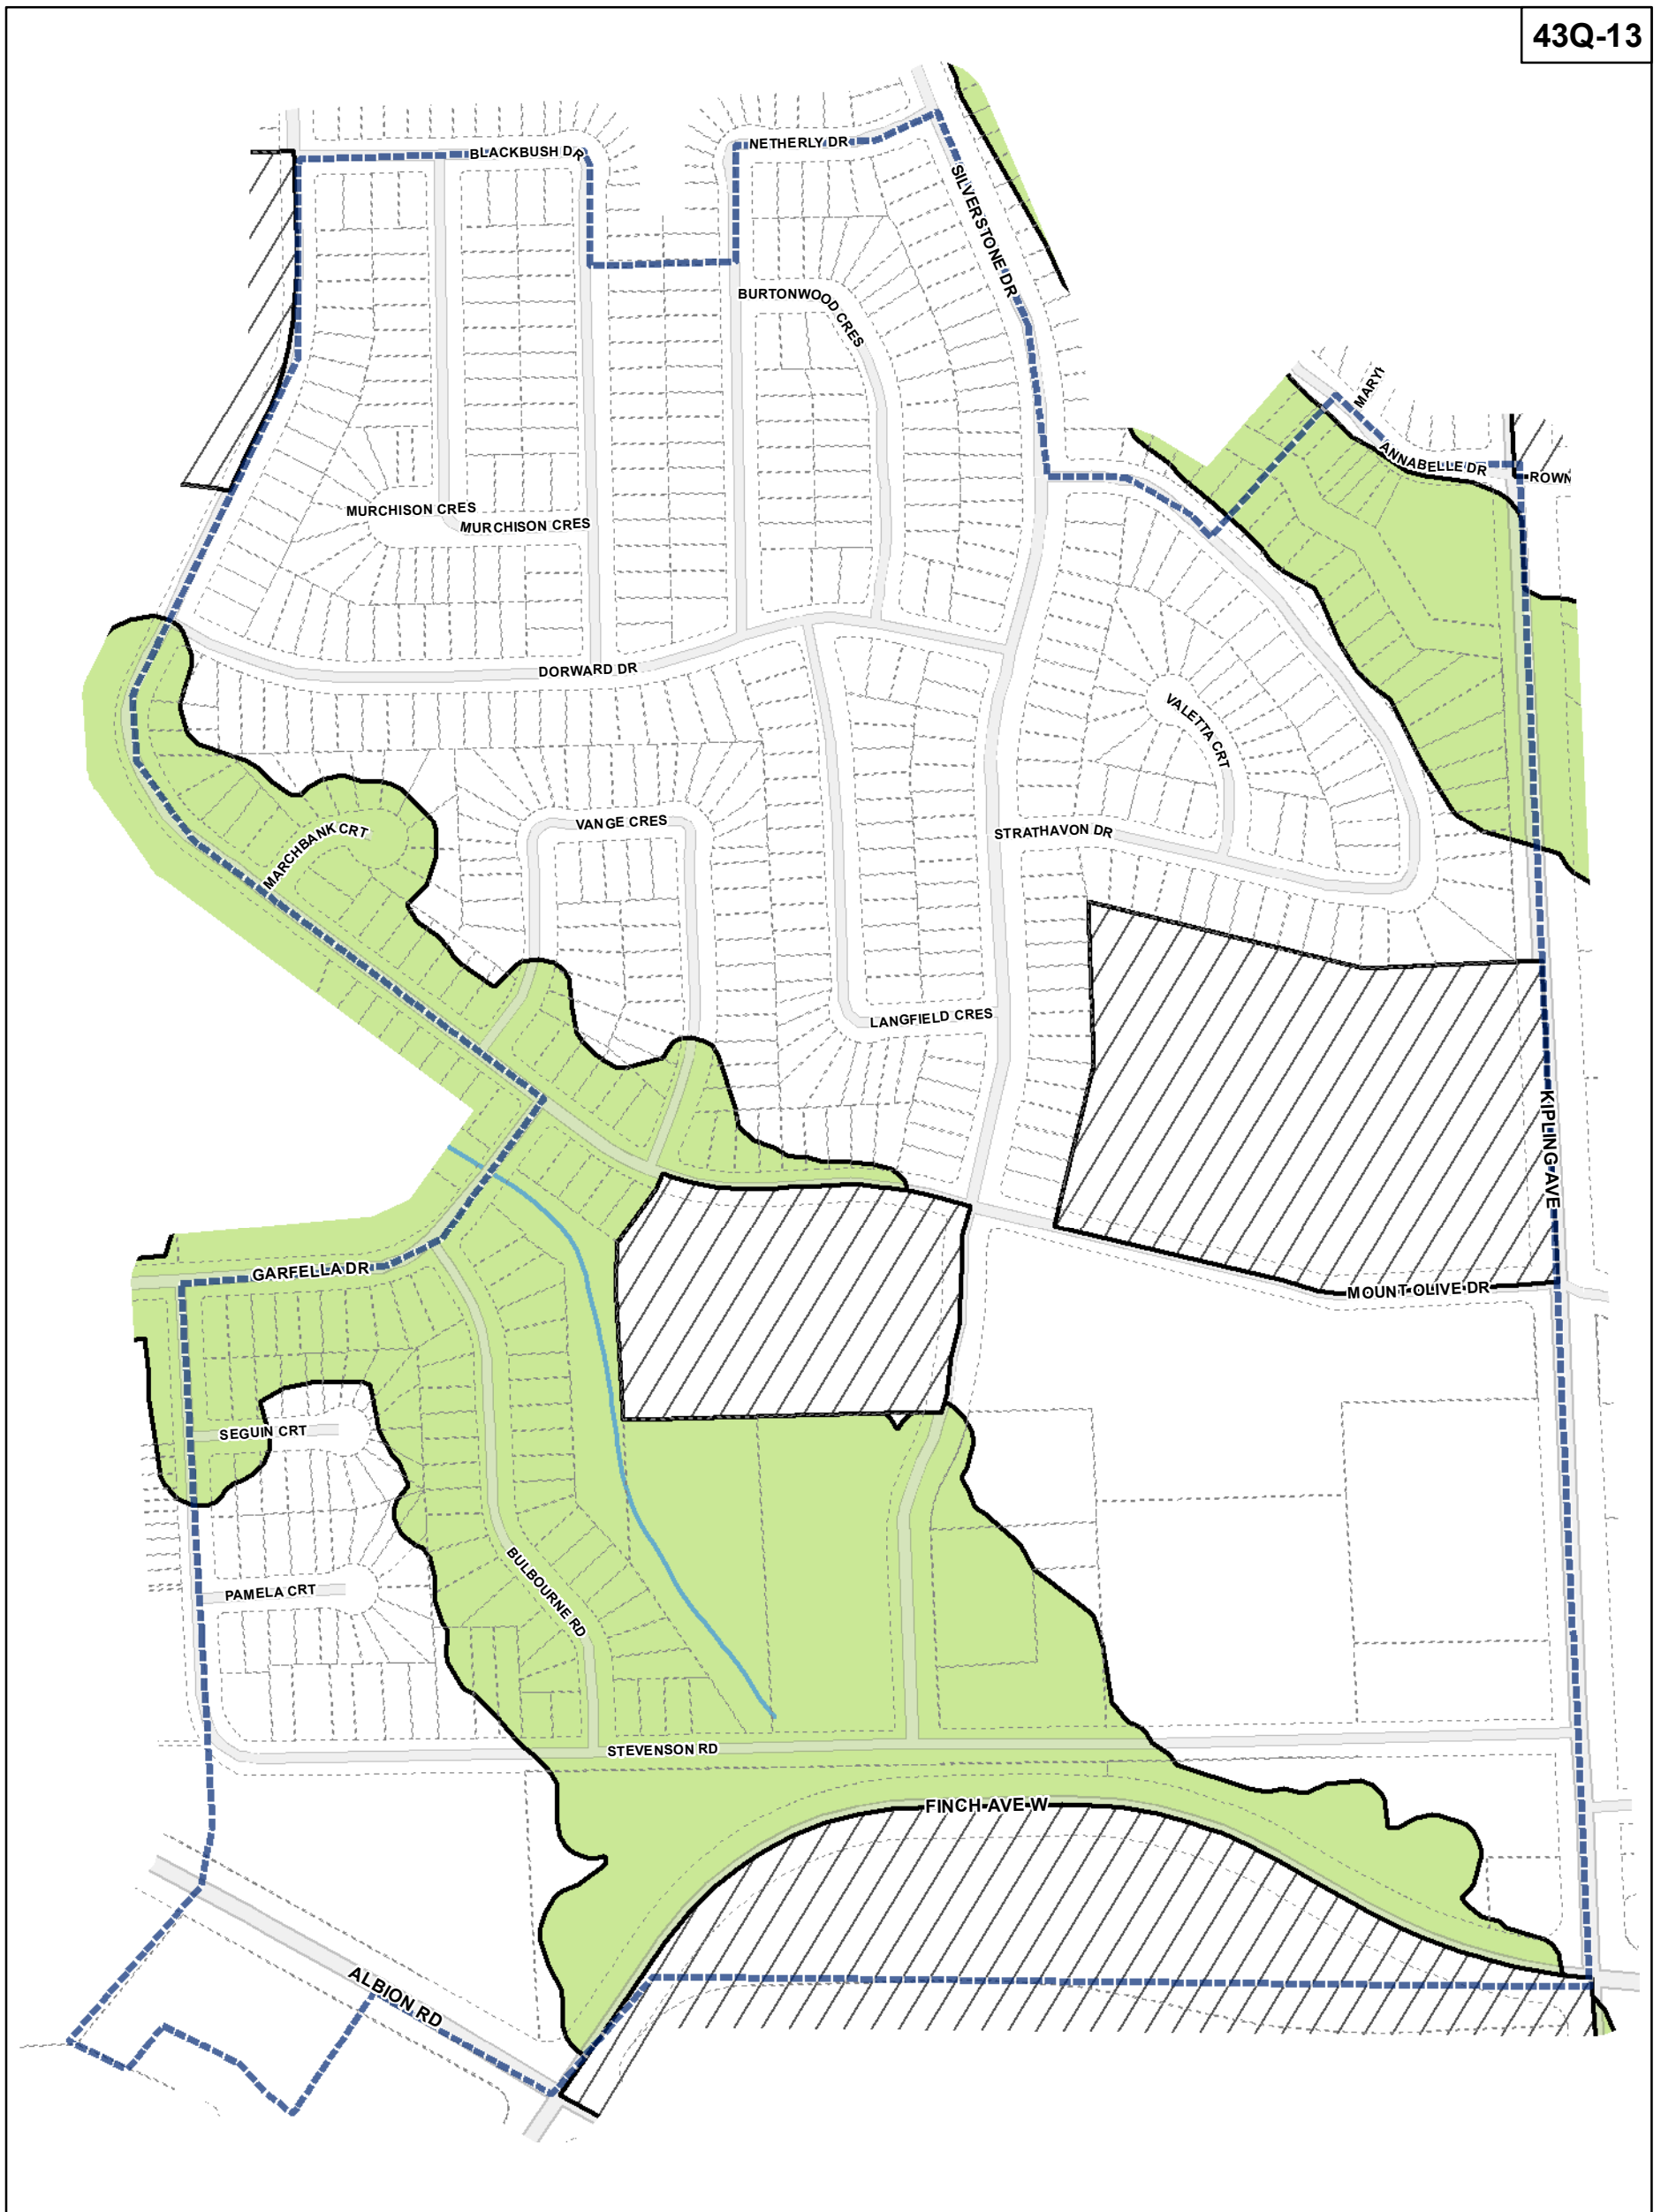 43Q-13
NETHERLY DR
BLACKBUSH DR
SILVERSTONE DR
BURTONWOOD CRES
ANNABELLE DR
ROWN
MURCHISON CRES
MURCHISON CRES
DORWARD DR
VALETTA CRT
VANGE CRES
STRATHAVON DR
MARCHBANK CRT
LANGFIELD CRES
KIPLING AVE
GARFELLA DR
MOUNT OLIVE DR
SEGUIN CRT
PAMELA CRT
BULBOURNE RD
STEVENSON RD
FINCH AVE W
ALBION RD